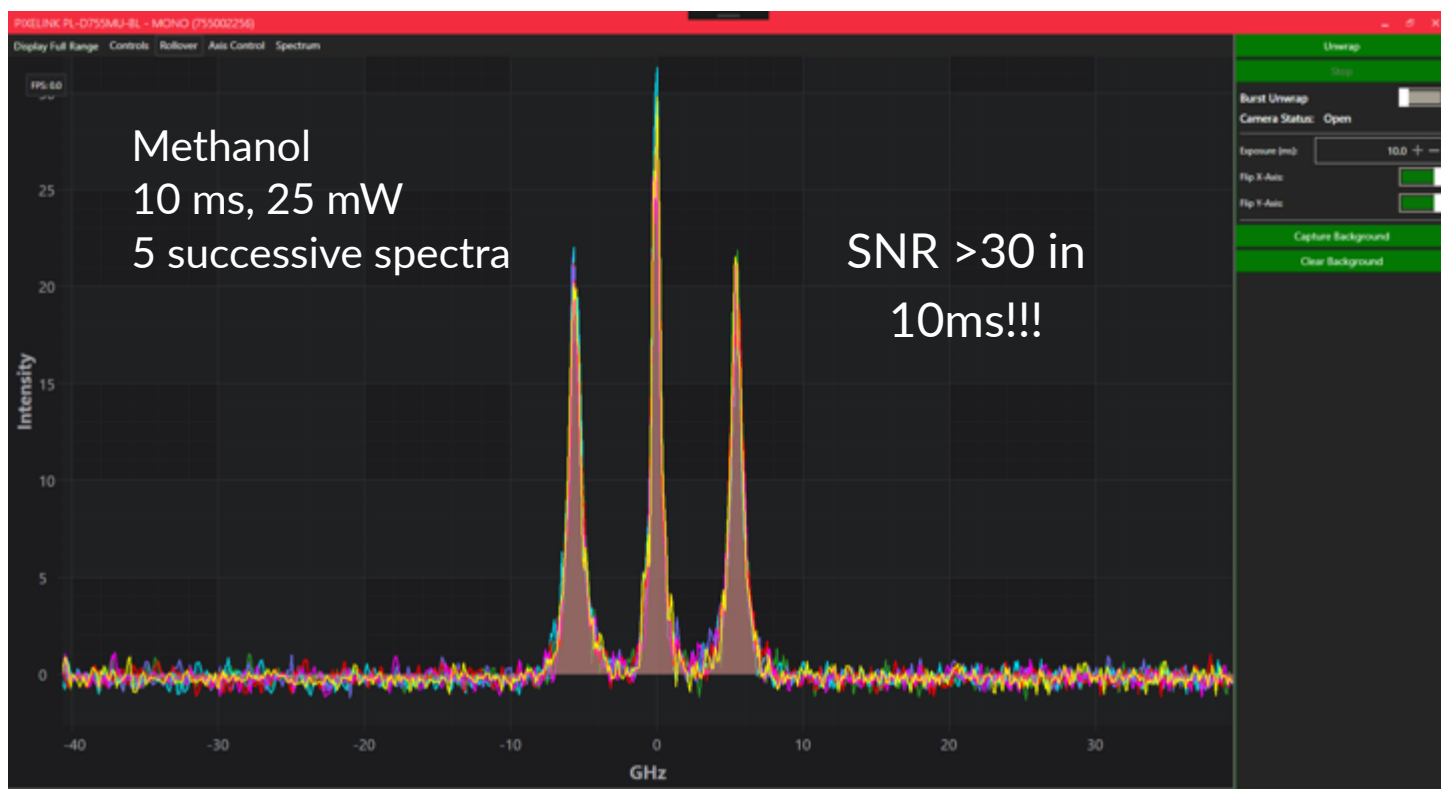 PIXELINK PL-D755MU-BL - MONO (755002256)
Display Full Range Controls Rollover Axis Control Spectrum
FPS: 0.0
Methanol
10 ms, 25 mW
5 successive spectra
SNR >30 in
10ms!!!
Intensity
30
25
20
15
10
5
0
-40 -30 -20 -10 0 10 20 30
GHz
Unwrap
Stop
Burst Unwrap
Camera Status: Open
Exposure (ms): 10.0 + -
Flip X-Axis:
Flip Y-Axis:
Capture Background
Clear Background